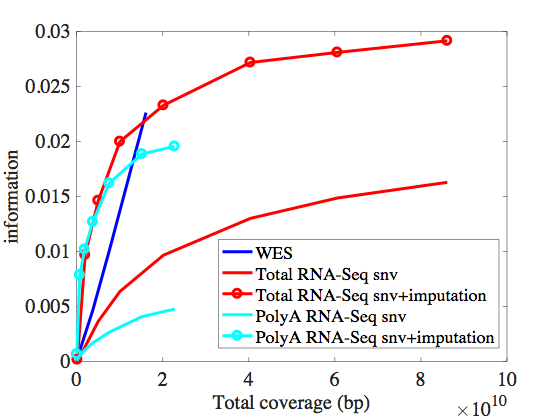 0.03
0.025
0.02
0.015
0.01
0.005
0
information
WES
Total RNA-Seq snv
Total RNA-Seq snv+imputation
PolyA RNA-Seq snv
PolyA RNA-Seq snv+imputation
0 2 4 6 8 10
Total coverage (bp)
×10^10